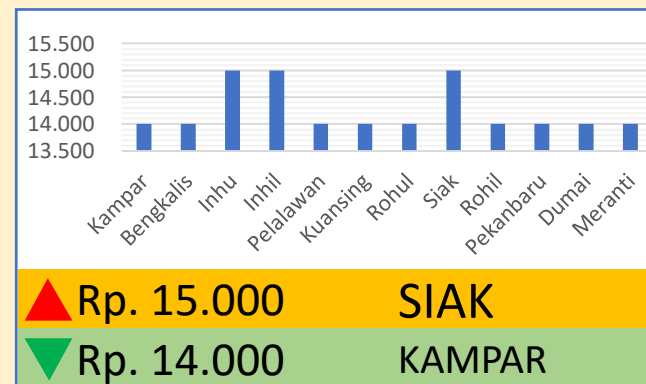 15.500
15.000
14.500
14.000
13.500
Kampar
Bengkalis
Inhu
Inhil
Pelalawan
Kuansing
Rohul
Siak
Rohil
Pekanbaru
Dumai
Meranti
Rp. 15.000 SIAK
Rp. 14.000 KAMPAR